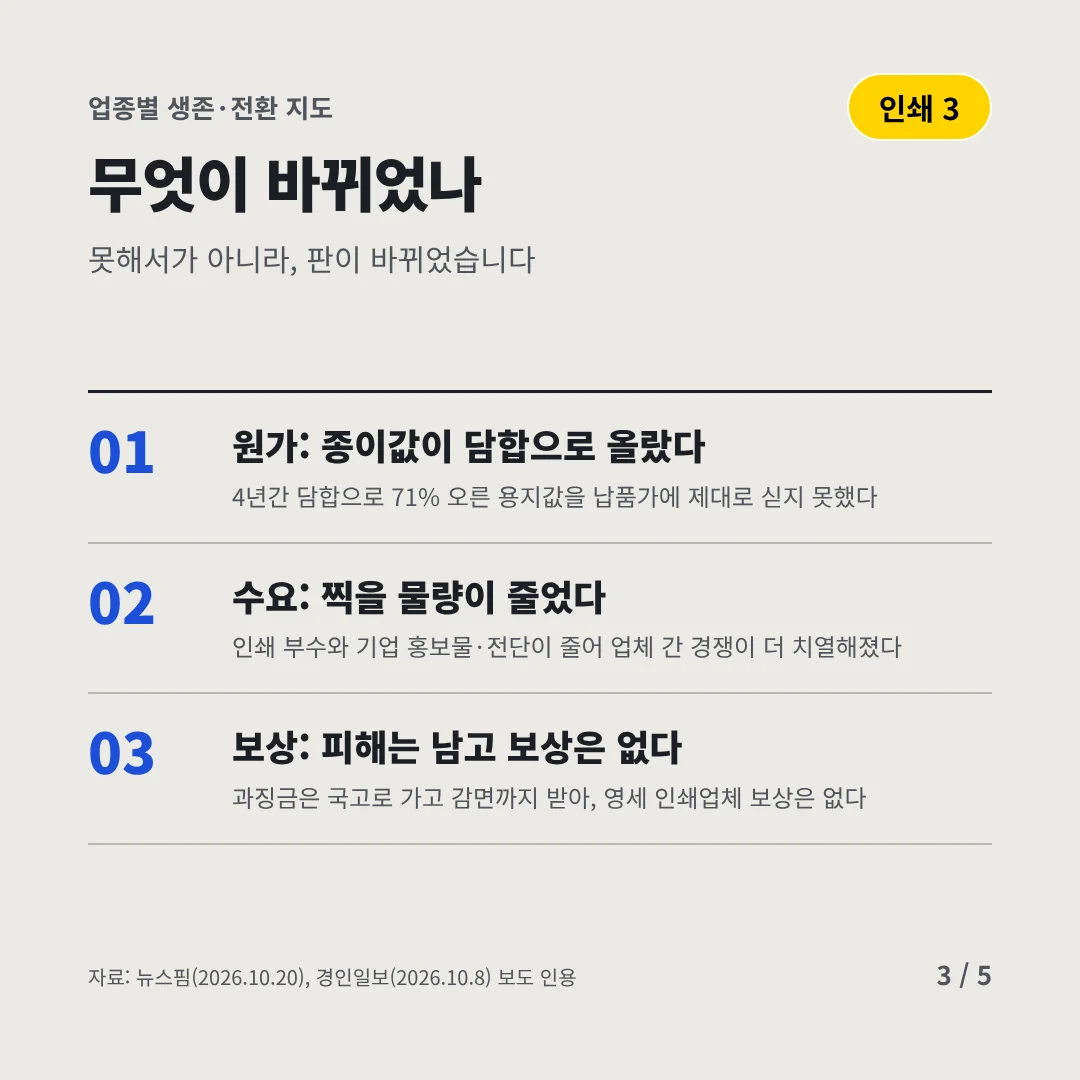 업종별 생존·전환 지도
인쇄 3
무엇이 바뀌었나
못해서가 아니라, 판이 바뀌었습니다
01
원가: 종이값이 담합으로 올랐다
4년간 담합으로 71% 오른 용지값을 납품가에 제대로 싣지 못했다
02
수요: 찍을 물량이 줄었다
인쇄 부수와 기업 홍보물·전단이 줄어 업체 간 경쟁이 더 치열해졌다
03
보상: 피해는 남고 보상은 없다
과징금은 국고로 가고 감면까지 받아, 영세 인쇄업체 보상은 없다
자료: 뉴스핌(2026.10.20), 경인일보(2026.10.8) 보도 인용
3 / 5